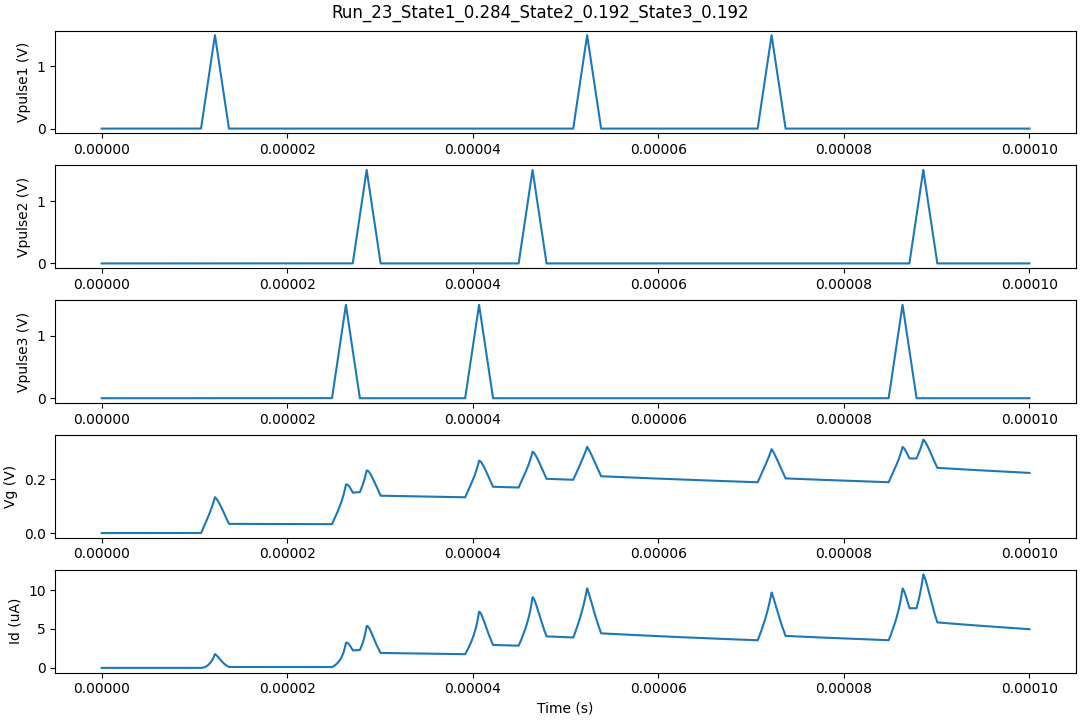 Run_23_State1_0.284_State2_0.192_State3_0.192
Vpulse1 (V)
1
0
0.00000 0.00002 0.00004 0.00006 0.00008 0.00010
Vpulse2 (V)
1
0
0.00000 0.00002 0.00004 0.00006 0.00008 0.00010
Vpulse3 (V)
1
0
0.00000 0.00002 0.00004 0.00006 0.00008 0.00010
Vg (V)
0.2
0.0
0.00000 0.00002 0.00004 0.00006 0.00008 0.00010
Id (uA)
10
5
0
0.00000 0.00002 0.00004 0.00006 0.00008 0.00010
Time (s)